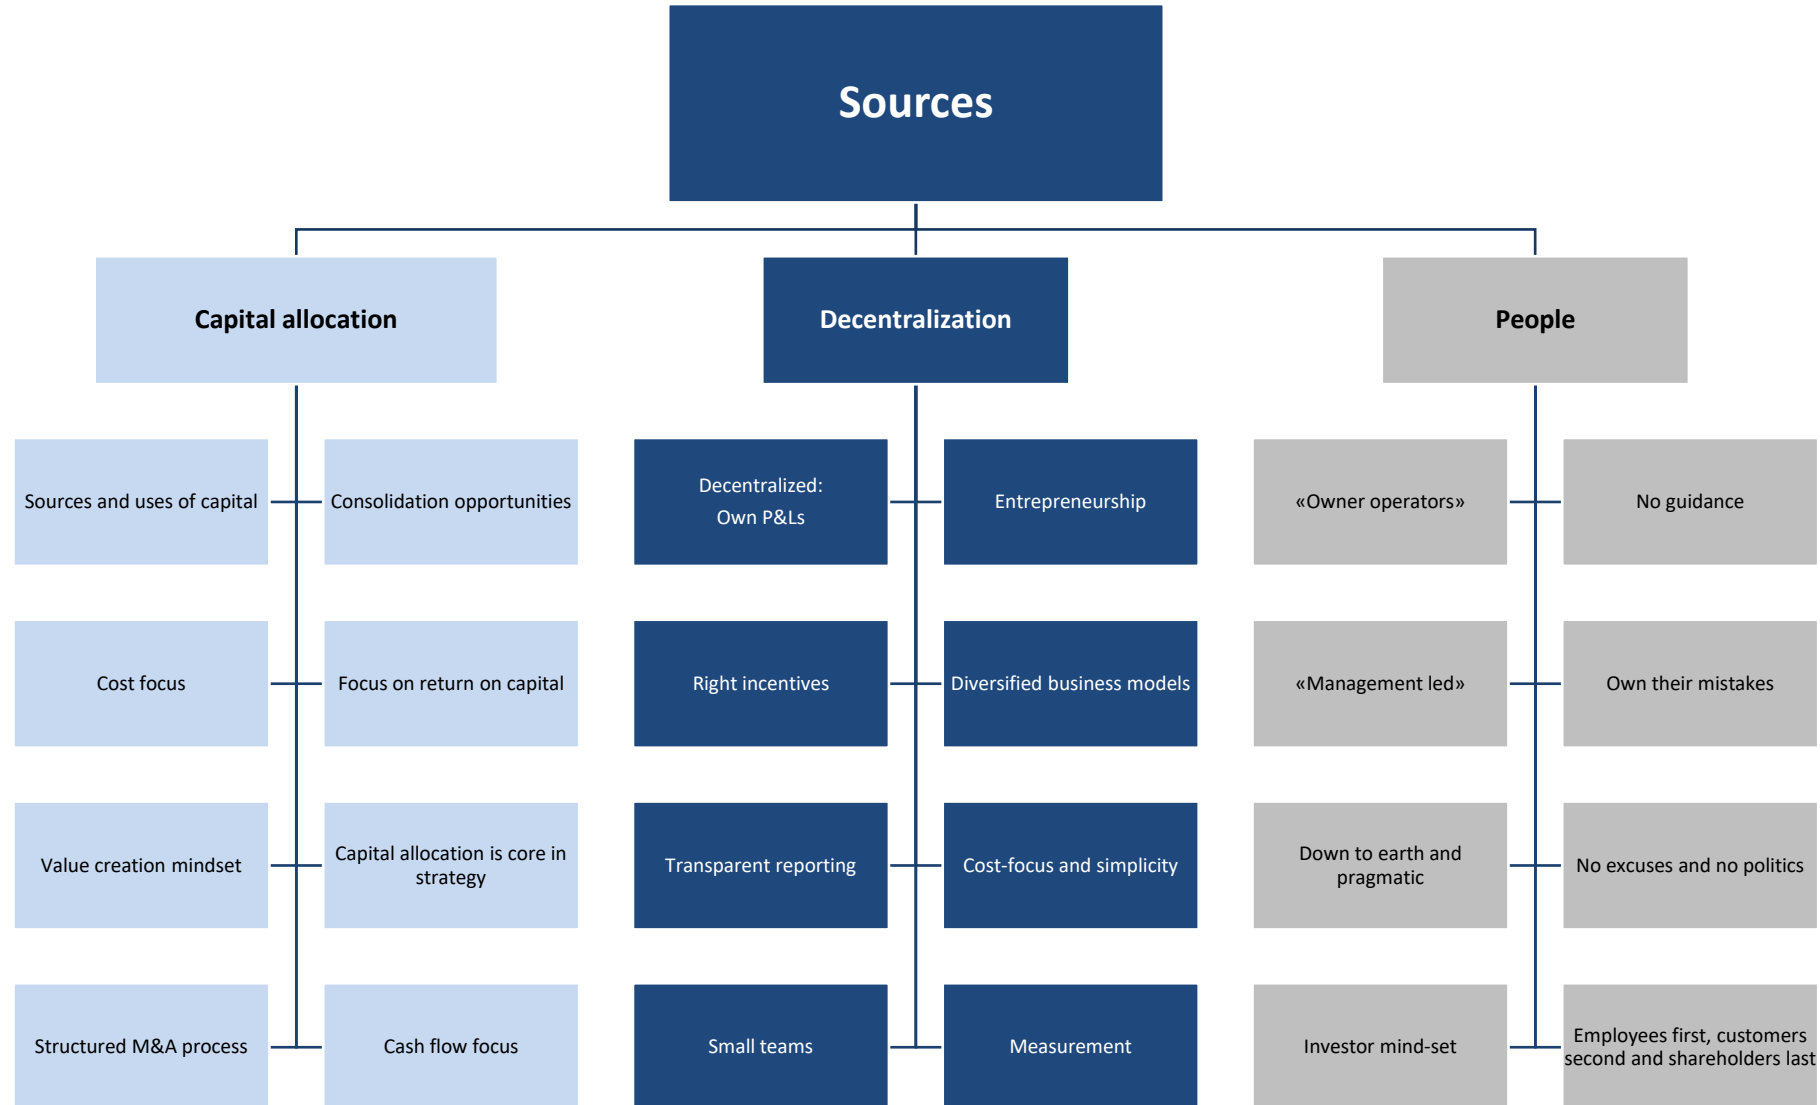 Sources
Capital allocation
Decentralization
People
Sources and uses of capital
Consolidation opportunities
Decentralized:
Own P&Ls
Entrepreneurship
«Owner operators»
No guidance
Cost focus
Focus on return on capital
Right incentives
Diversified business models
«Management led»
Own their mistakes
Value creation mindset
Capital allocation is core in
strategy
Transparent reporting
Cost-focus and simplicity
Down to earth and
pragmatic
No excuses and no politics
Structured M&A process
Cash flow focus
Small teams
Measurement
Investor mind-set
Employees first, customers
second and shareholders last